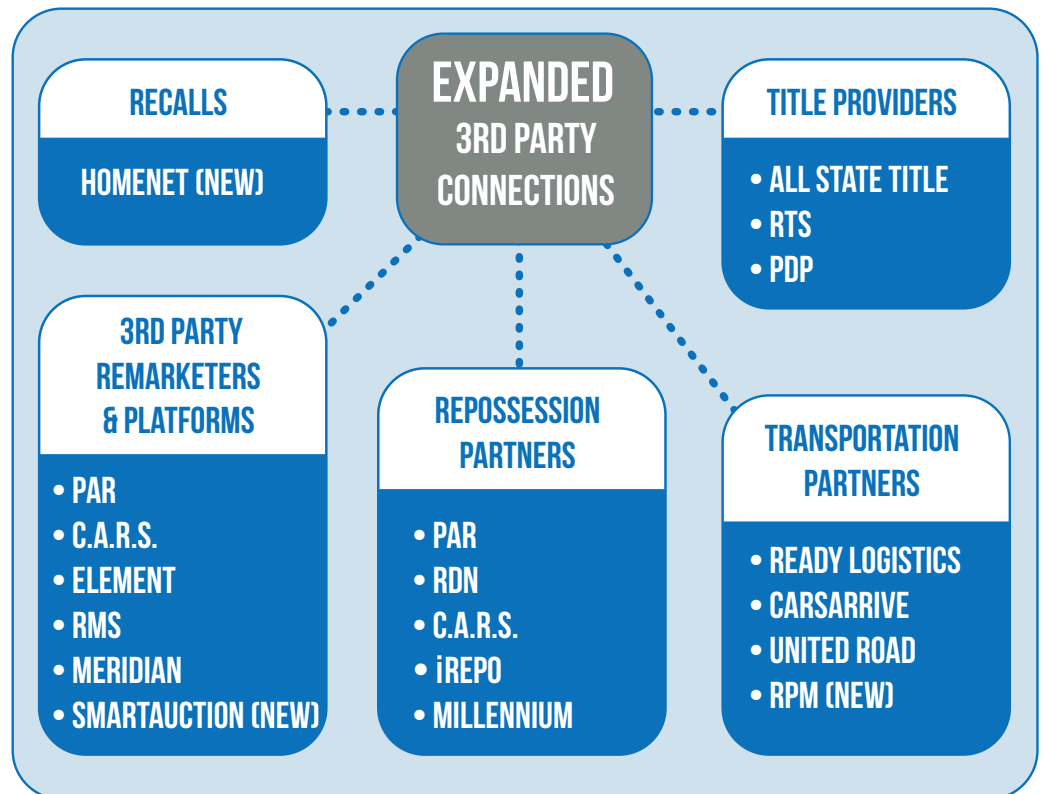 EXPANDED
3RD PARTY
CONNECTIONS
RECALLS
HOMENET (NEW)
TITLE PROVIDERS
• ALL STATE TITLE
• RTS
• PDP
3RD PARTY
REMARKETERS
& PLATFORMS
• PAR
• C.A.R.S.
• ELEMENT
• RMS
• MERIDIAN
• SMARTAUCTION (NEW)
REPOSSESSION
PARTNERS
• PAR
• RDN
• C.A.R.S.
• iREPO
• MILLENNIUM
TRANSPORTATION
PARTNERS
• READY LOGISTICS
• CARSARRIVE
• UNITED ROAD
• RPM (NEW)